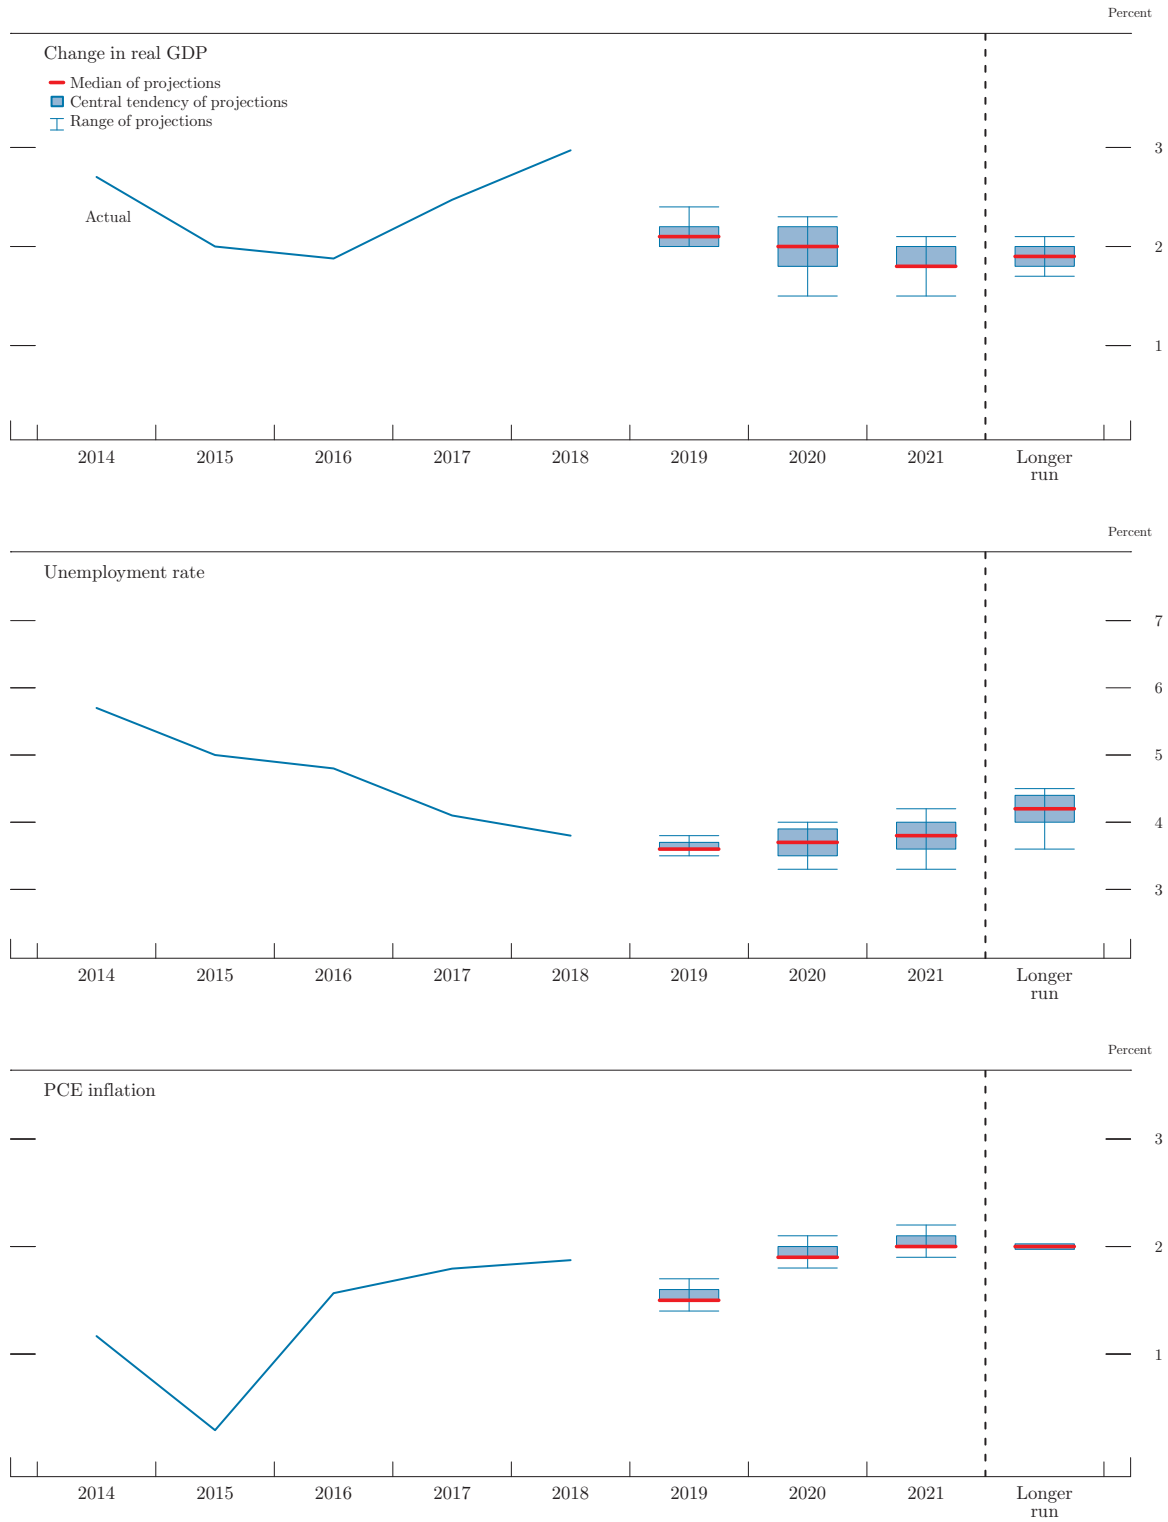 Percent
Change in real GDP
Median of projections
Central tendency of projections
Range of projections
Actual
3
2
1
2014 2015 2016 2017 2018 2019 2020 2021 Longer
run
Percent
Unemployment rate
7
6
5
4
3
2014 2015 2016 2017 2018 2019 2020 2021 Longer
run
Percent
PCE inflation
3
2
1
2014 2015 2016 2017 2018 2019 2020 2021 Longer
run